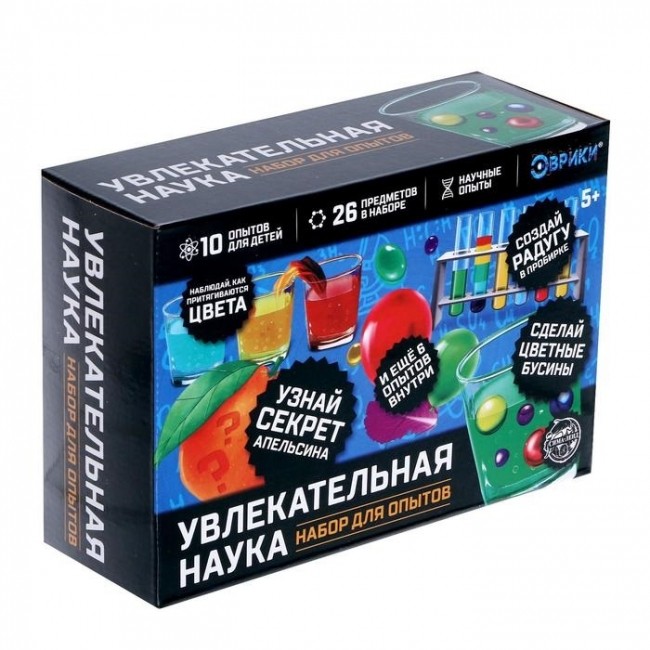 УВЛЕКАТЕЛЬНАЯ
НАУКА НАБОР ДЛЯ ОПЫТОВ
УВЛЕКАТЕЛЬНАЯ
НАУКА НАБОР ДЛЯ ОПЫТОВ
10 ОПЫТОВ
ДЛЯ ДЕТЕЙ
26 ПРЕДМЕТОВ
В НАБОРЕ
НАУЧНЫЕ
ОПЫТЫ
ЭВРИКИ®
5+
НАБЛЮДАЙ, КАК
ПРИТЯГИВАЮТСЯ
ЦВЕТА
СОЗДАЙ
РАДУГУ
В ПРОБИРКЕ
И ЕЩЁ 6
ОПЫТОВ
ВНУТРИ
СДЕЛАЙ
ЦВЕТНЫЕ
БУСИНЫ
УЗНАЙ
СЕКРЕТ
АПЕЛЬСИНА
???
СИМА-ЛЕНД
УВЛЕКАТЕЛЬНАЯ
НАУКА НАБОР ДЛЯ ОПЫТОВ